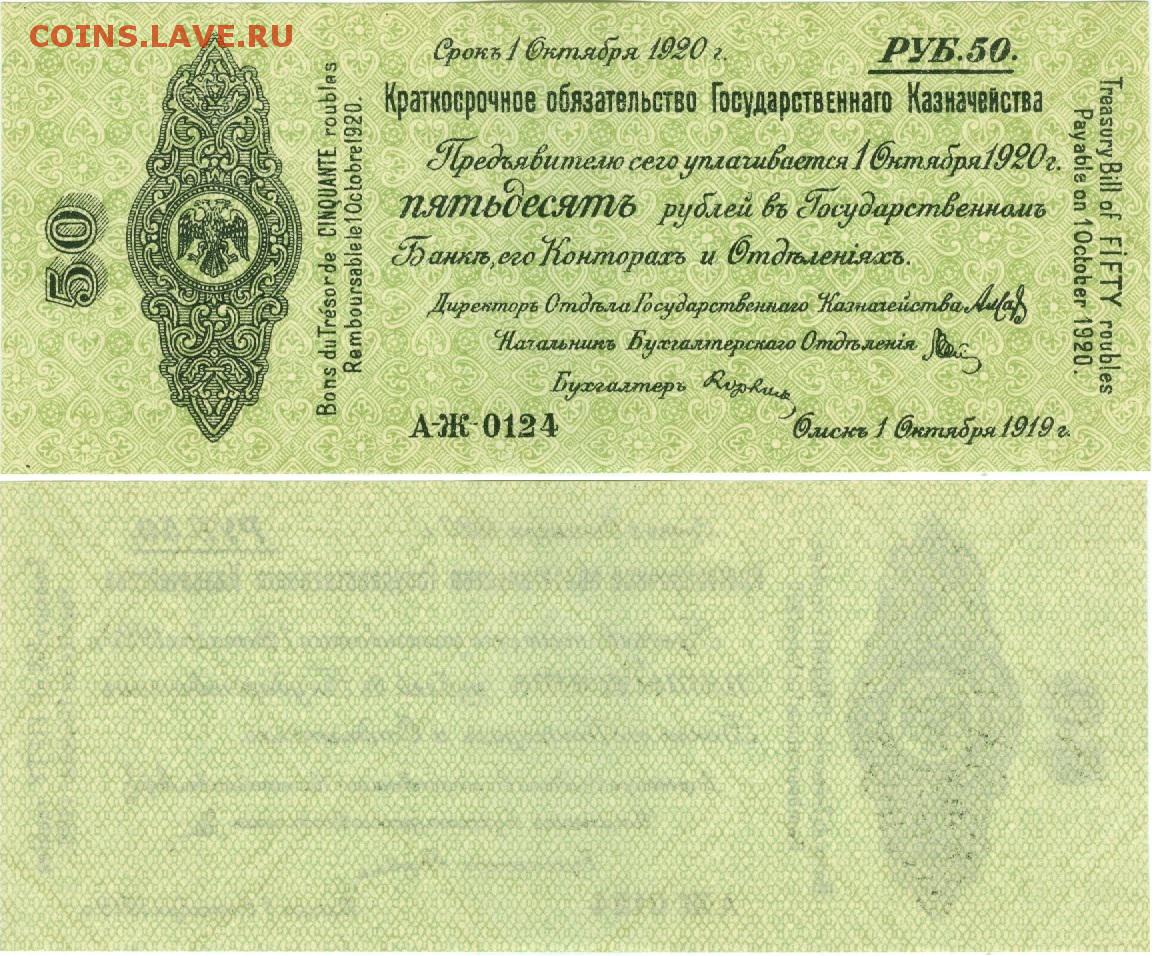 COINS.LAVE.RU
Срокъ 1 Октября 1920 г.
РУБ. 50.
Краткосрочное обязательство Государственнаго Казначейства
Предъявителю сего уплачивается 1 Октября 1920 г.
пятьдесятъ рублей въ Государственномъ
Банкѣ, его Конторахъ и Отдѣленіяхъ.
Директоръ Отдѣла Государственнаго Казначейства
Начальникъ Бухгалтерскаго Отдѣленія
Бухгалтеръ
А-Ж-0124
Омскъ 1 Октября 1919 г.
50
Bons du Trésor de CINQUANTE roubles
Remboursable le 1 Octobre 1920.
Treasury Bill of FIFTY roubles
Payable on 1 October 1920.